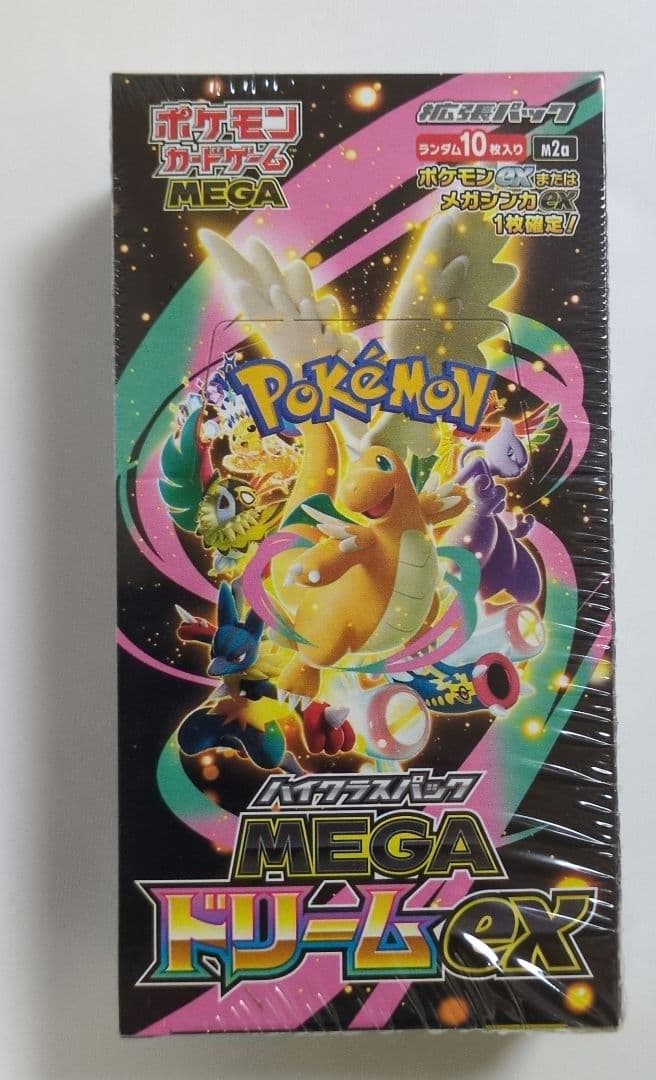 ポケモン
カードゲーム™
MEGA
拡張パック
ランダム10枚入り
M2a
ポケモンexまたは
メガシンカex
1枚確定!
POKéMON™
ハイクラスパック
MEGA
ドリームex